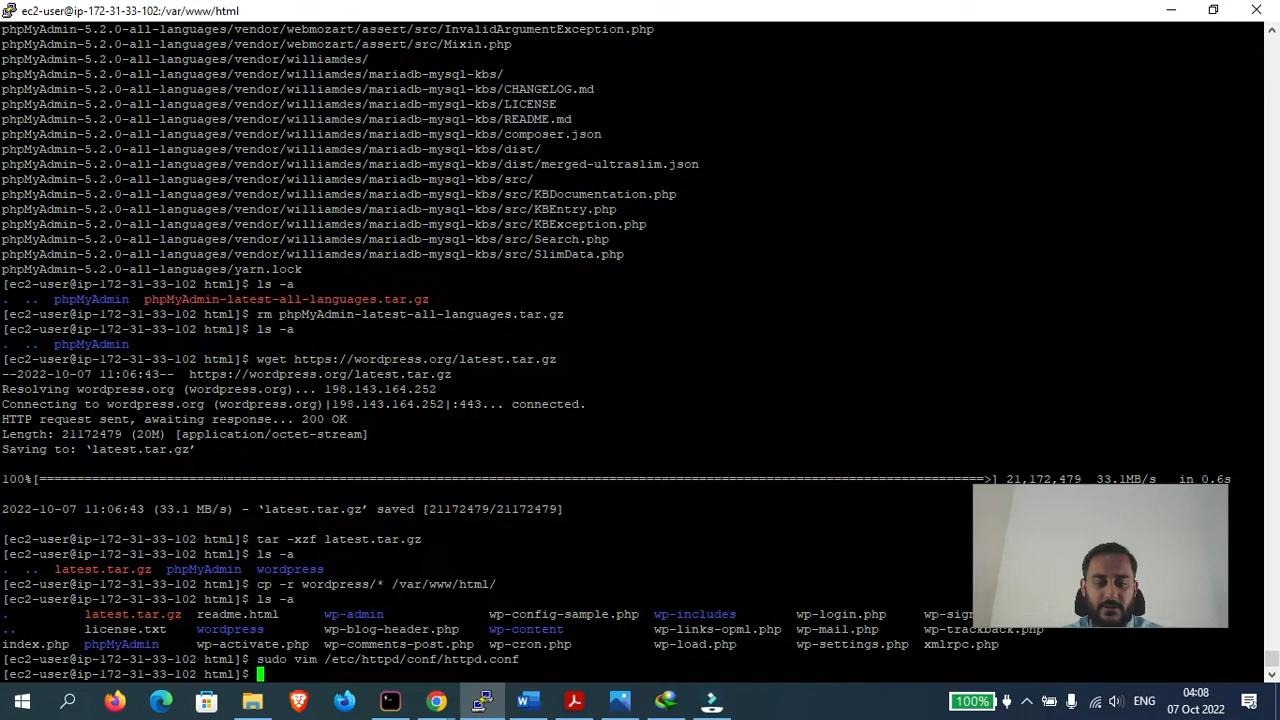 ec2-user@ip-172-31-33-102:/var/www/html
phpMyAdmin-5.2.0-all-languages/vendor/webmozart/assert/src/InvalidArgumentException.php
phpMyAdmin-5.2.0-all-languages/vendor/webmozart/assert/src/Mixin.php
phpMyAdmin-5.2.0-all-languages/vendor/williamdes/
phpMyAdmin-5.2.0-all-languages/vendor/williamdes/mariadb-mysql-kbs/
phpMyAdmin-5.2.0-all-languages/vendor/williamdes/mariadb-mysql-kbs/CHANGELOG.md
phpMyAdmin-5.2.0-all-languages/vendor/williamdes/mariadb-mysql-kbs/LICENSE
phpMyAdmin-5.2.0-all-languages/vendor/williamdes/mariadb-mysql-kbs/README.md
phpMyAdmin-5.2.0-all-languages/vendor/williamdes/mariadb-mysql-kbs/composer.json
phpMyAdmin-5.2.0-all-languages/vendor/williamdes/mariadb-mysql-kbs/dist/
phpMyAdmin-5.2.0-all-languages/vendor/williamdes/mariadb-mysql-kbs/dist/merged-ultraslim.json
phpMyAdmin-5.2.0-all-languages/vendor/williamdes/mariadb-mysql-kbs/src/
phpMyAdmin-5.2.0-all-languages/vendor/williamdes/mariadb-mysql-kbs/src/KBDocumentation.php
phpMyAdmin-5.2.0-all-languages/vendor/williamdes/mariadb-mysql-kbs/src/KBEntry.php
phpMyAdmin-5.2.0-all-languages/vendor/williamdes/mariadb-mysql-kbs/src/KBException.php
phpMyAdmin-5.2.0-all-languages/vendor/williamdes/mariadb-mysql-kbs/src/Search.php
phpMyAdmin-5.2.0-all-languages/vendor/williamdes/mariadb-mysql-kbs/src/SlimData.php
phpMyAdmin-5.2.0-all-languages/yarn.lock
[ec2-user@ip-172-31-33-102 html]$ ls -a
. .. phpMyAdmin phpMyAdmin-latest-all-languages.tar.gz
[ec2-user@ip-172-31-33-102 html]$ rm phpMyAdmin-latest-all-languages.tar.gz
[ec2-user@ip-172-31-33-102 html]$ ls -a
. .. phpMyAdmin
[ec2-user@ip-172-31-33-102 html]$ wget https://wordpress.org/latest.tar.gz
--2022-10-07 11:06:43-- https://wordpress.org/latest.tar.gz
Resolving wordpress.org (wordpress.org)... 198.143.164.252
Connecting to wordpress.org (wordpress.org)|198.143.164.252|:443... connected.
HTTP request sent, awaiting response... 200 OK
Length: 21172479 (20M) [application/octet-stream]
Saving to: ‘latest.tar.gz’
100%[======================================================================================>] 21,172,479 33.1MB/s in 0.6s
2022-10-07 11:06:43 (33.1 MB/s) - ‘latest.tar.gz’ saved [21172479/21172479]
[ec2-user@ip-172-31-33-102 html]$ tar -xzf latest.tar.gz
[ec2-user@ip-172-31-33-102 html]$ ls -a
. .. latest.tar.gz phpMyAdmin wordpress
[ec2-user@ip-172-31-33-102 html]$ cp -r wordpress/* /var/www/html/
[ec2-user@ip-172-31-33-102 html]$ ls -a
. latest.tar.gz readme.html wp-admin wp-config-sample.php wp-includes wp-login.php wp-sig
.. license.txt wordpress wp-blog-header.php wp-content wp-links-opml.php wp-mail.php wp-trackback.php
index.php phpMyAdmin wp-activate.php wp-comments-post.php wp-cron.php wp-load.php wp-settings.php xmlrpc.php
[ec2-user@ip-172-31-33-102 html]$ sudo vim /etc/httpd/conf/httpd.conf
[ec2-user@ip-172-31-33-102 html]$
100%
ENG
04:08
07 Oct 2022